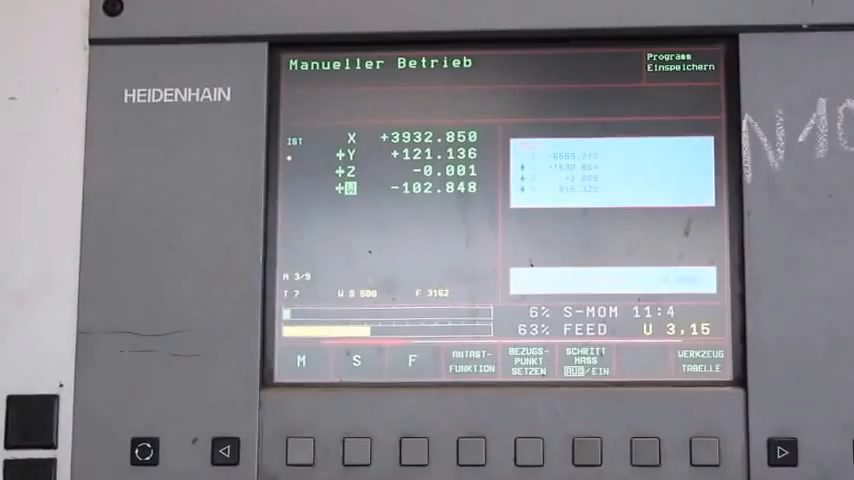 Manueller Betrieb
Programm
Einspeichern
HEIDENHAIN
IST
X +3932.850
+Y +121.136
+Z -0.001
+W -102.848
M 3/9
T 7 W S 500 F 3162
6% S-MOM 11:4
63% FEED U 3,15
M
S
F
ANTAST-
FUNKTION
BEZUGS-
PUNKT
SETZEN
SCHRITT
MASS
AUS/EIN
WERKZEUG
TABELLE